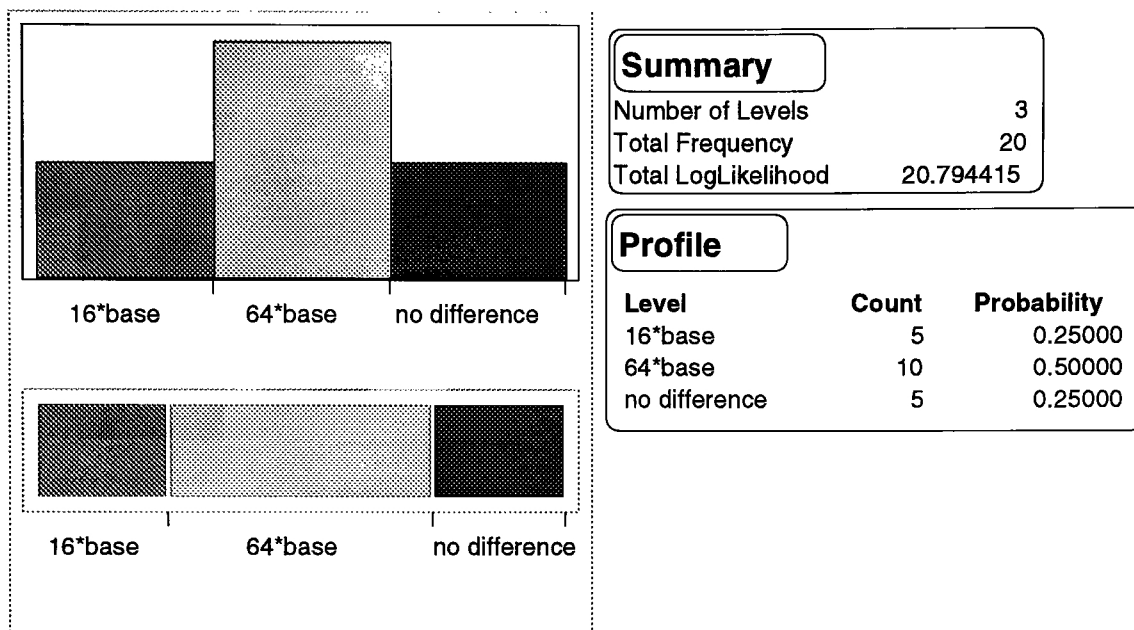 16*base 64*base no difference
16*base 64*base no difference
Summary
Number of Levels 3
Total Frequency 20
Total LogLikelihood 20.794415
Profile
Level Count Probability
16*base 5 0.25000
64*base 10 0.50000
no difference 5 0.25000